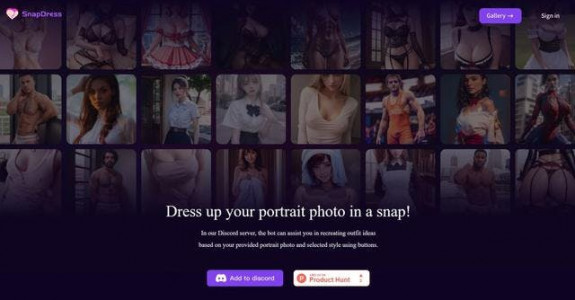 SnapDress
Gallery →
Sign in
Dress up your portrait photo in a snap!
In our Discord server, the bot can assist you in recreating outfit ideas
based on your provided portrait photo and selected style using buttons.
Add to discord
Product Hunt